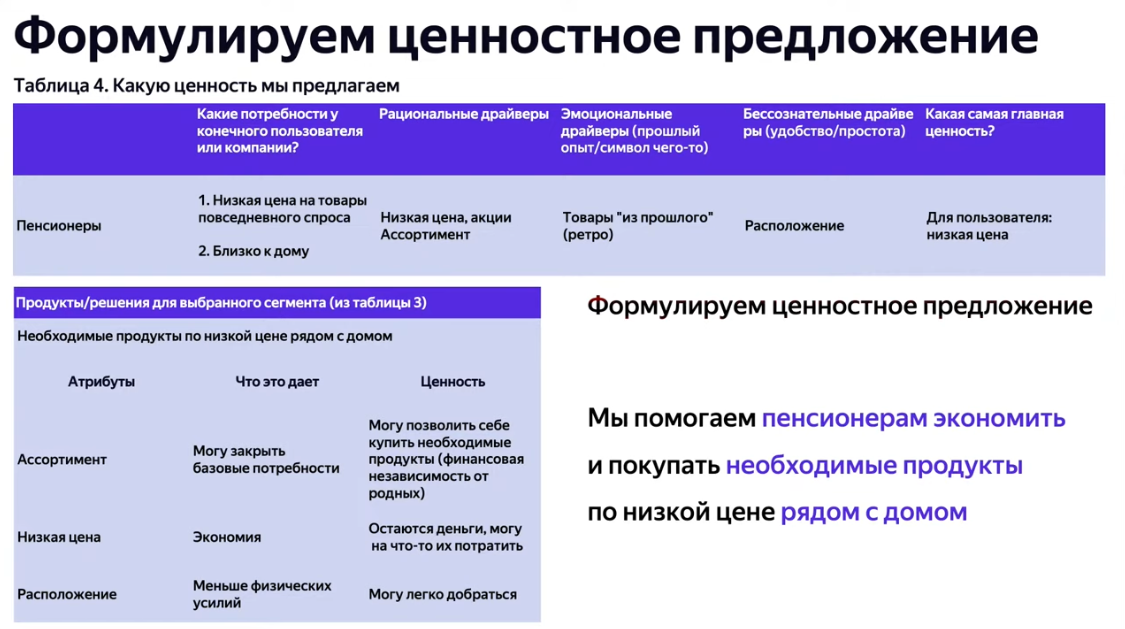 Формулируем ценностное предложение
Таблица 4. Какую ценность мы предлагаем
Какие потребности у
конечного пользователя
или компании?
Рациональные драйверы
Эмоциональные
драйверы (прошлый
опыт/символ чего-то)
Бессознательные драйве
ры (удобство/простота)
Какая самая главная
ценность?
Пенсионеры
1. Низкая цена на товары
повседневного спроса
2. Близко к дому
Низкая цена, акции
Ассортимент
Товары "из прошлого"
(ретро)
Расположение
Для пользователя:
низкая цена
Продукты/решения для выбранного сегмента (из таблицы 3)
Необходимые продукты по низкой цене рядом с домом
Атрибуты
Что это дает
Ценность
Ассортимент
Могу закрыть
базовые потребности
Могу позволить себе
купить необходимые
продукты (финансовая
независимость от
родных)
Низкая цена
Экономия
Остаются деньги, могу
на что-то их потратить
Расположение
Меньше физических
усилий
Могу легко добраться
Формулируем ценностное предложение
Мы помогаем пенсионерам экономить
и покупать необходимые продукты
по низкой цене рядом с домом